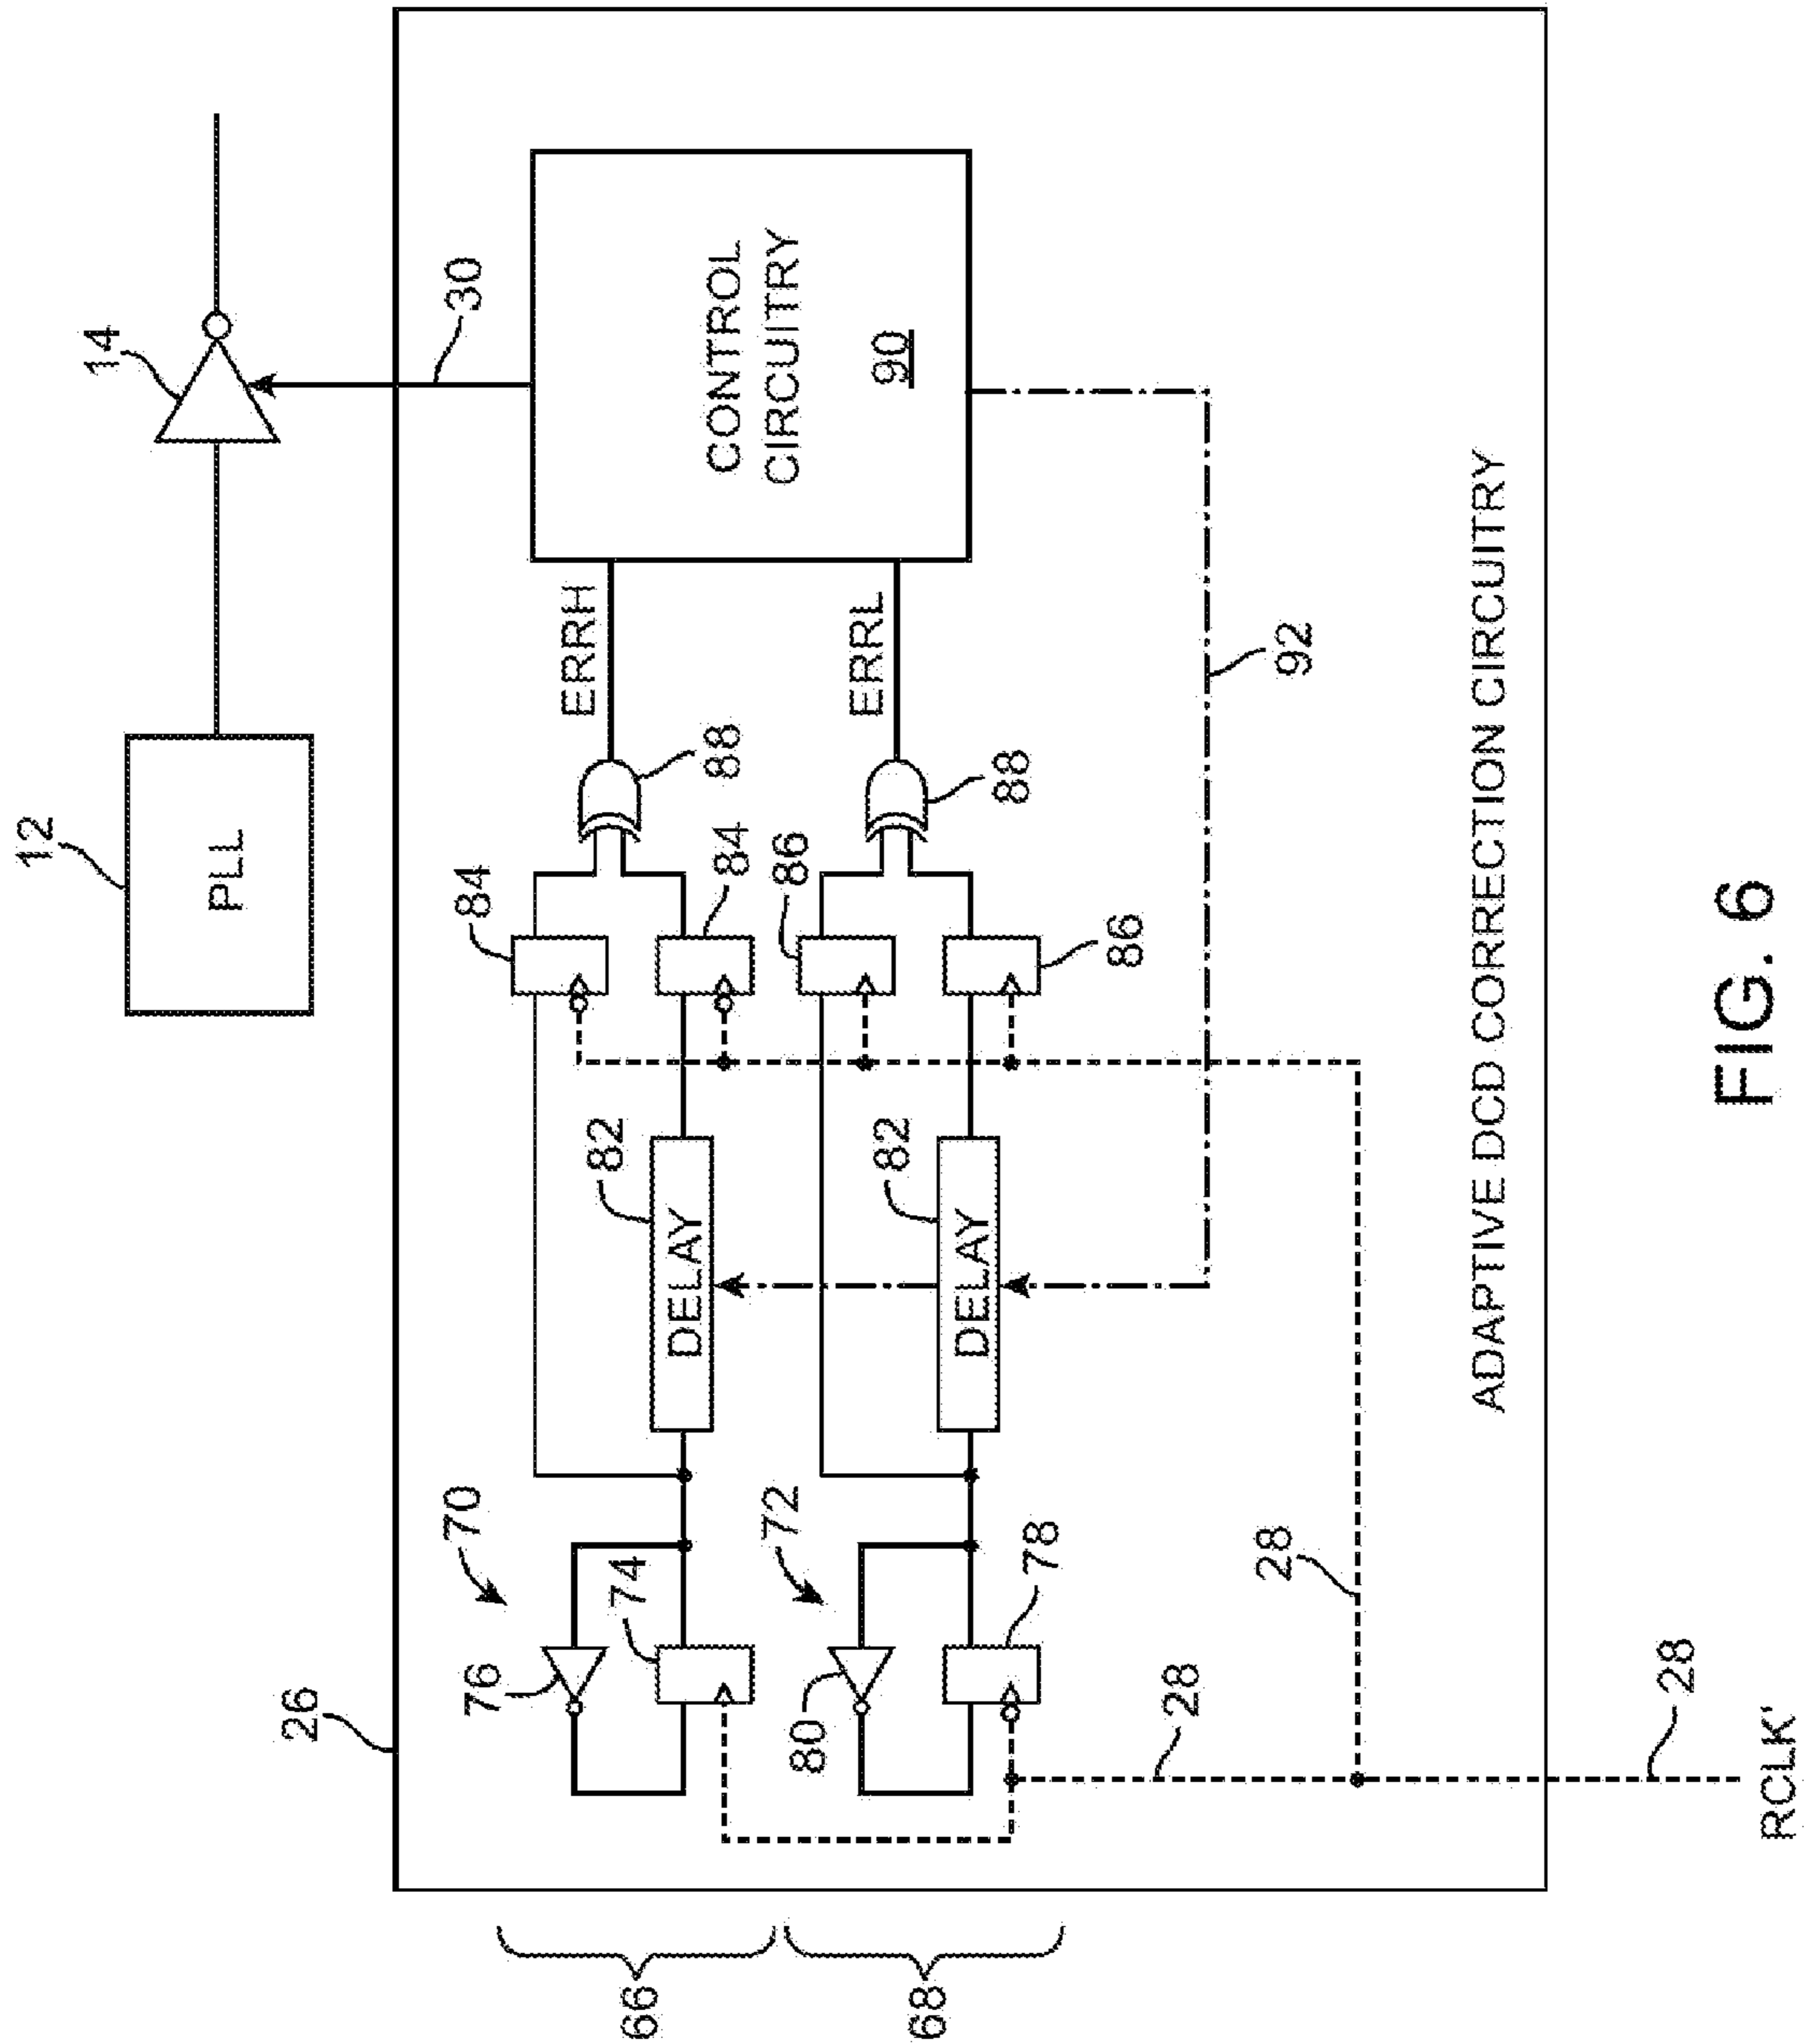 12
PLL
14
26
30
66
70
76
74
82
DELAY
84
84
88
ERRH
CONTROL
CIRCUITRY
90
68
72
80
78
82
DELAY
86
86
88
ERRL
92
28
28
28
RCLK'
ADAPTIVE DCD CORRECTION CIRCUITRY
FIG. 6